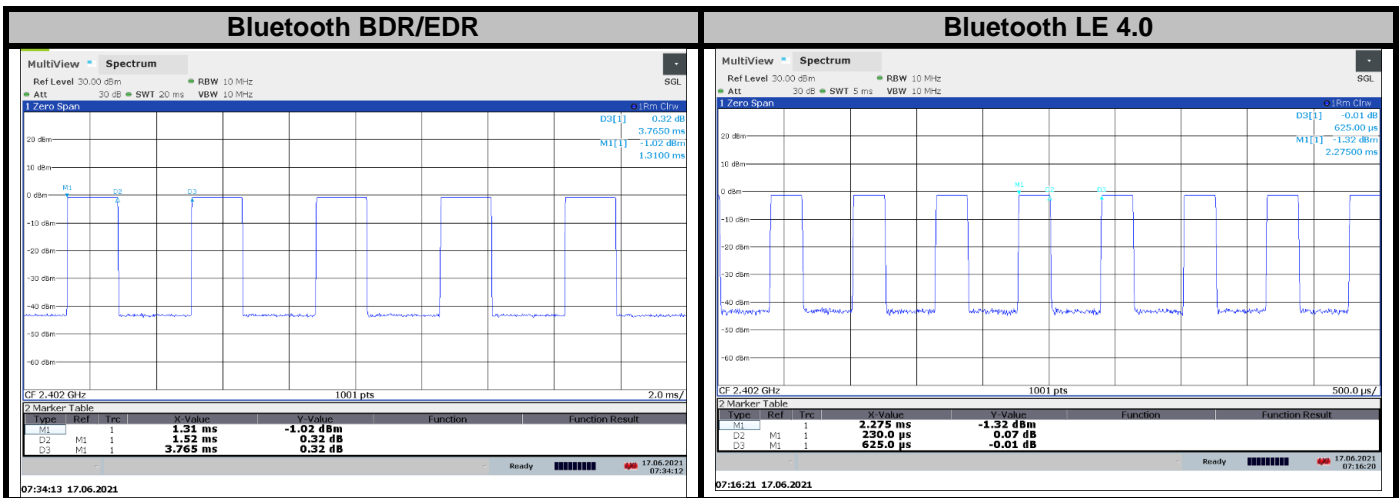 Bluetooth BDR/EDR
MultiView Spectrum
Ref Level 30.00 dBm RBW 10 MHz SGL
Att 30 dB SWT 20 ms VBW 10 MHz
1 Zero Span 1Rm Clrw
D3[1] 0.32 dB
3.7650 ms
M1[1] -1.02 dBm
1.3100 ms
20 dBm
10 dBm
0 dBm
M1 D2 D3
-10 dBm
-20 dBm
-30 dBm
-40 dBm
-50 dBm
-60 dBm
CF 2.402 GHz 1001 pts 2.0 ms/
2 Marker Table
Type Ref Trc X-Value Y-Value Function Function Result
M1 1 1.31 ms -1.02 dBm
D2 M1 1 1.52 ms 0.32 dB
D3 M1 1 3.765 ms 0.32 dB
Ready 17.06.2021
07:34:12
07:34:13 17.06.2021
Bluetooth LE 4.0
MultiView Spectrum
Ref Level 30.00 dBm RBW 10 MHz SGL
Att 30 dB SWT 5 ms VBW 10 MHz
1 Zero Span 1Rm Clrw
D3[1] -0.01 dB
625.00 µs
M1[1] -1.32 dBm
2.27500 ms
20 dBm
10 dBm
0 dBm
M1 D2 D3
-10 dBm
-20 dBm
-30 dBm
-40 dBm
-50 dBm
-60 dBm
CF 2.402 GHz 1001 pts 500.0 µs/
2 Marker Table
Type Ref Trc X-Value Y-Value Function Function Result
M1 1 2.275 ms -1.32 dBm
D2 M1 1 230.0 µs 0.07 dB
D3 M1 1 625.0 µs -0.01 dB
Ready 17.06.2021
07:16:20
07:16:21 17.06.2021